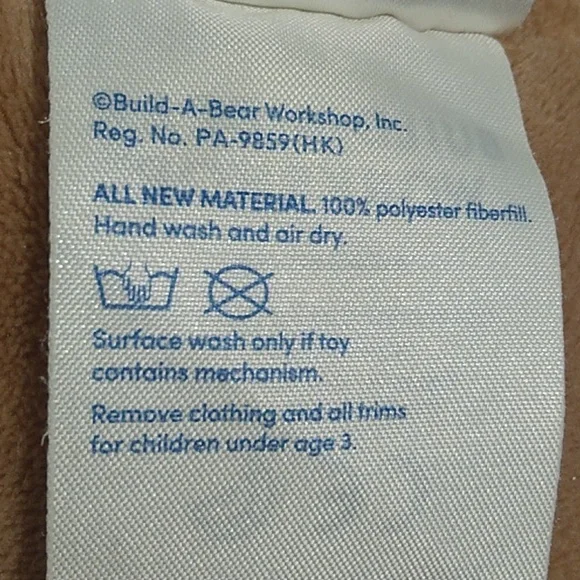 ©Build-A-Bear Workshop, Inc.
Reg. No. PA-9859(HK)
ALL NEW MATERIAL. 100% polyester fiberfill.
Hand wash and air dry.
Surface wash only if toy
contains mechanism.
Remove clothing and all trims
for children under age 3.